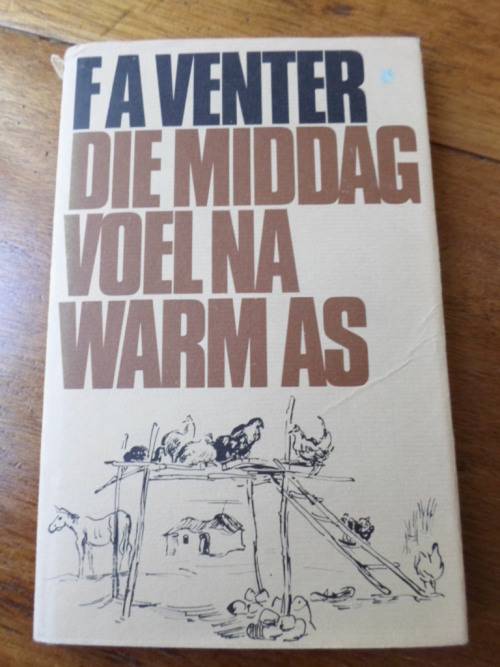 F A VENTER
DIE MIDDAG
VOEL NA
WARM AS